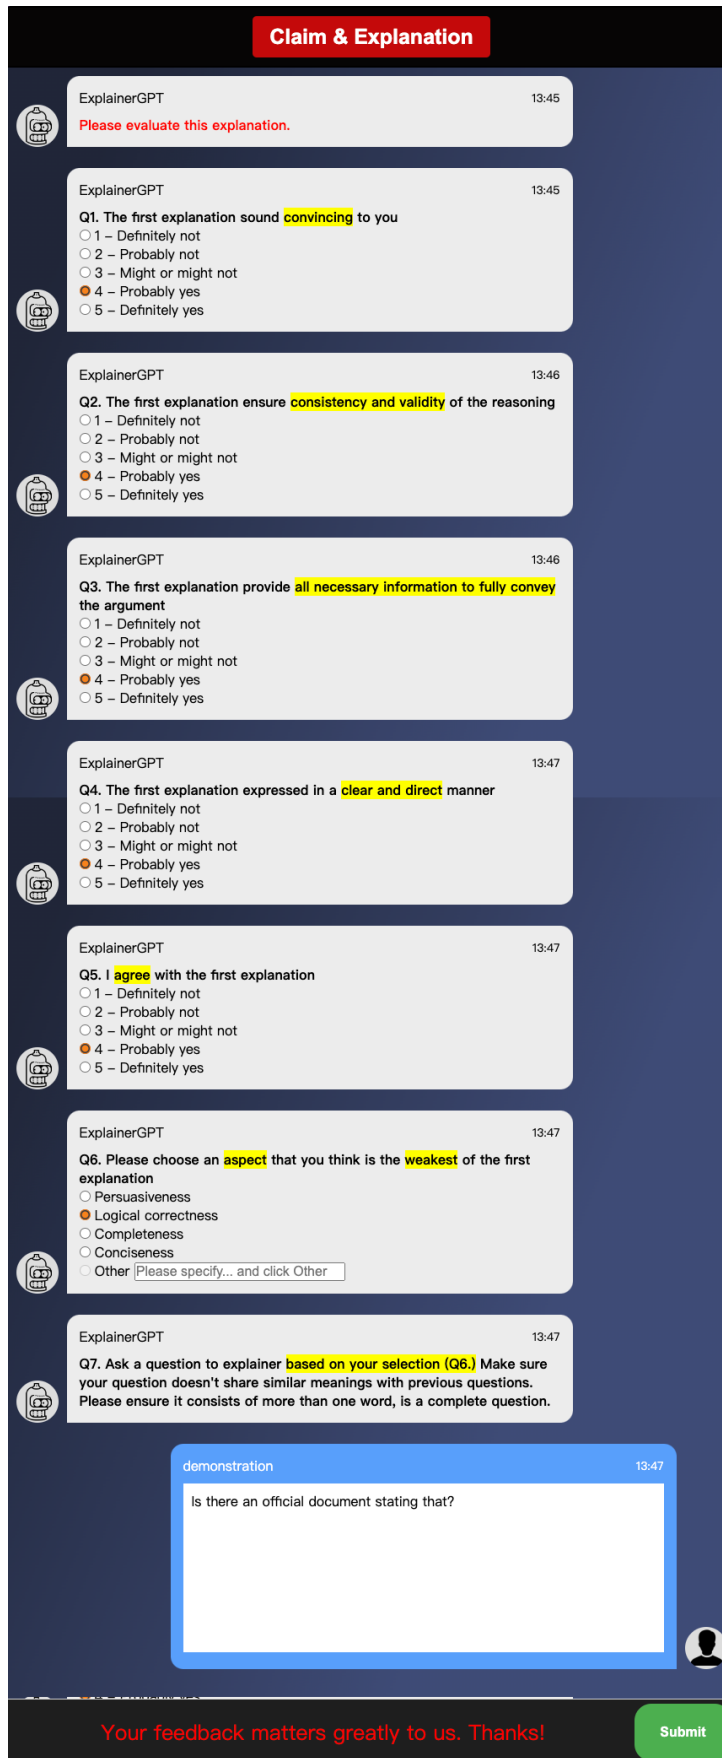 Claim & Explanation
ExplainerGPT 13:45
Please evaluate this explanation.
ExplainerGPT 13:45
Q1. The first explanation sound convincing to you
1 – Definitely not
2 – Probably not
3 – Might or might not
4 – Probably yes
5 – Definitely yes
ExplainerGPT 13:46
Q2. The first explanation ensure consistency and validity of the reasoning
1 – Definitely not
2 – Probably not
3 – Might or might not
4 – Probably yes
5 – Definitely yes
ExplainerGPT 13:46
Q3. The first explanation provide all necessary information to fully convey
the argument
1 – Definitely not
2 – Probably not
3 – Might or might not
4 – Probably yes
5 – Definitely yes
ExplainerGPT 13:47
Q4. The first explanation expressed in a clear and direct manner
1 – Definitely not
2 – Probably not
3 – Might or might not
4 – Probably yes
5 – Definitely yes
ExplainerGPT 13:47
Q5. I agree with the first explanation
1 – Definitely not
2 – Probably not
3 – Might or might not
4 – Probably yes
5 – Definitely yes
ExplainerGPT 13:47
Q6. Please choose an aspect that you think is the weakest of the first
explanation
Persuasiveness
Logical correctness
Completeness
Conciseness
Other Please specify... and click Other
ExplainerGPT 13:47
Q7. Ask a question to explainer based on your selection (Q6.) Make sure
your question doesn't share similar meanings with previous questions.
Please ensure it consists of more than one word, is a complete question.
demonstration 13:47
Is there an official document stating that?
Your feedback matters greatly to us. Thanks!
Submit